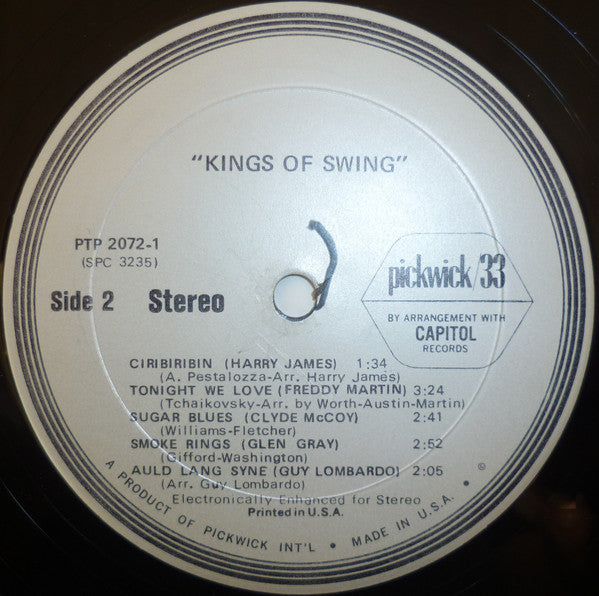 "KINGS OF SWING"
PTP 2072-1
(SPC 3235)
Side 2 Stereo
pickwick/33
BY ARRANGEMENT WITH
CAPITOL
RECORDS
CIRIBIRIBIN (HARRY JAMES) 1:34
(A. Pestalozza-Arr. Harry James)
TONIGHT WE LOVE (FREDDY MARTIN) 3:24
(Tchaikovsky-Arr. by Worth-Austin-Martin)
SUGAR BLUES (CLYDE McCOY) 2:41
(Williams-Fletcher)
SMOKE RINGS (GLEN GRAY) 2:52
(Gifford-Washington)
AULD LANG SYNE (GUY LOMBARDO) 2:05
(Arr. Guy Lombardo)
Electronically Enhanced for Stereo
Printed in U.S.A.
A PRODUCT OF PICKWICK INT'L • MADE IN U.S.A. • ©